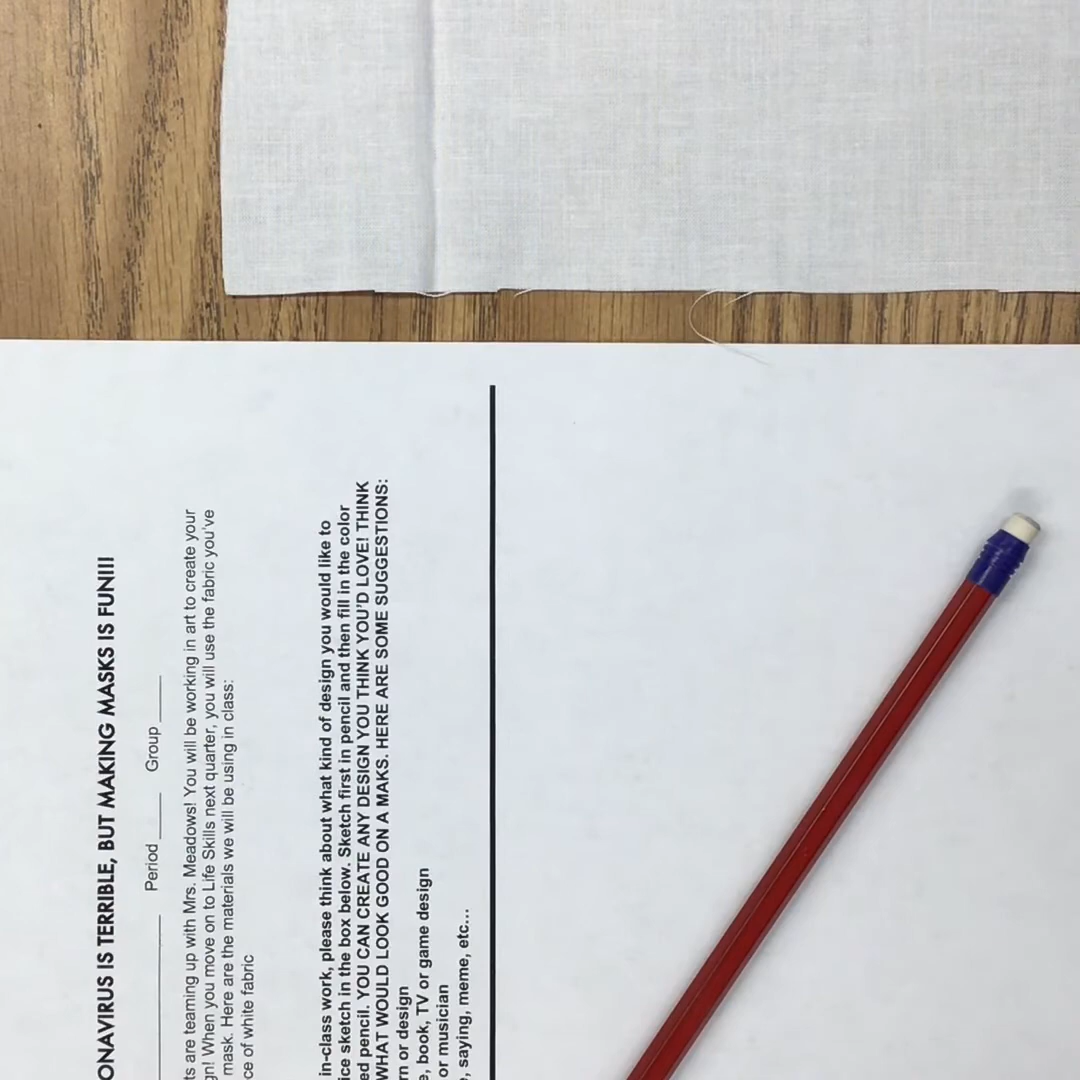 ONAVIRUS IS TERRIBLE, BUT MAKING MASKS IS FUN!!!
Period Group
ts are teaming up with Mrs. Meadows! You will be working in art to create your
gn! When you move on to Life Skills next quarter, you will use the fabric you've
mask. Here are the materials we will be using in class:
ce of white fabric
in-class work, please think about what kind of design you would like to
ice sketch in the box below. Sketch first in pencil and then fill in the color
ed pencil. YOU CAN CREATE ANY DESIGN YOU THINK YOU'D LOVE! THINK
WHAT WOULD LOOK GOOD ON A MAKS. HERE ARE SOME SUGGESTIONS:
rn or design
e, book, TV or game design
or musician
, saying, meme, etc...